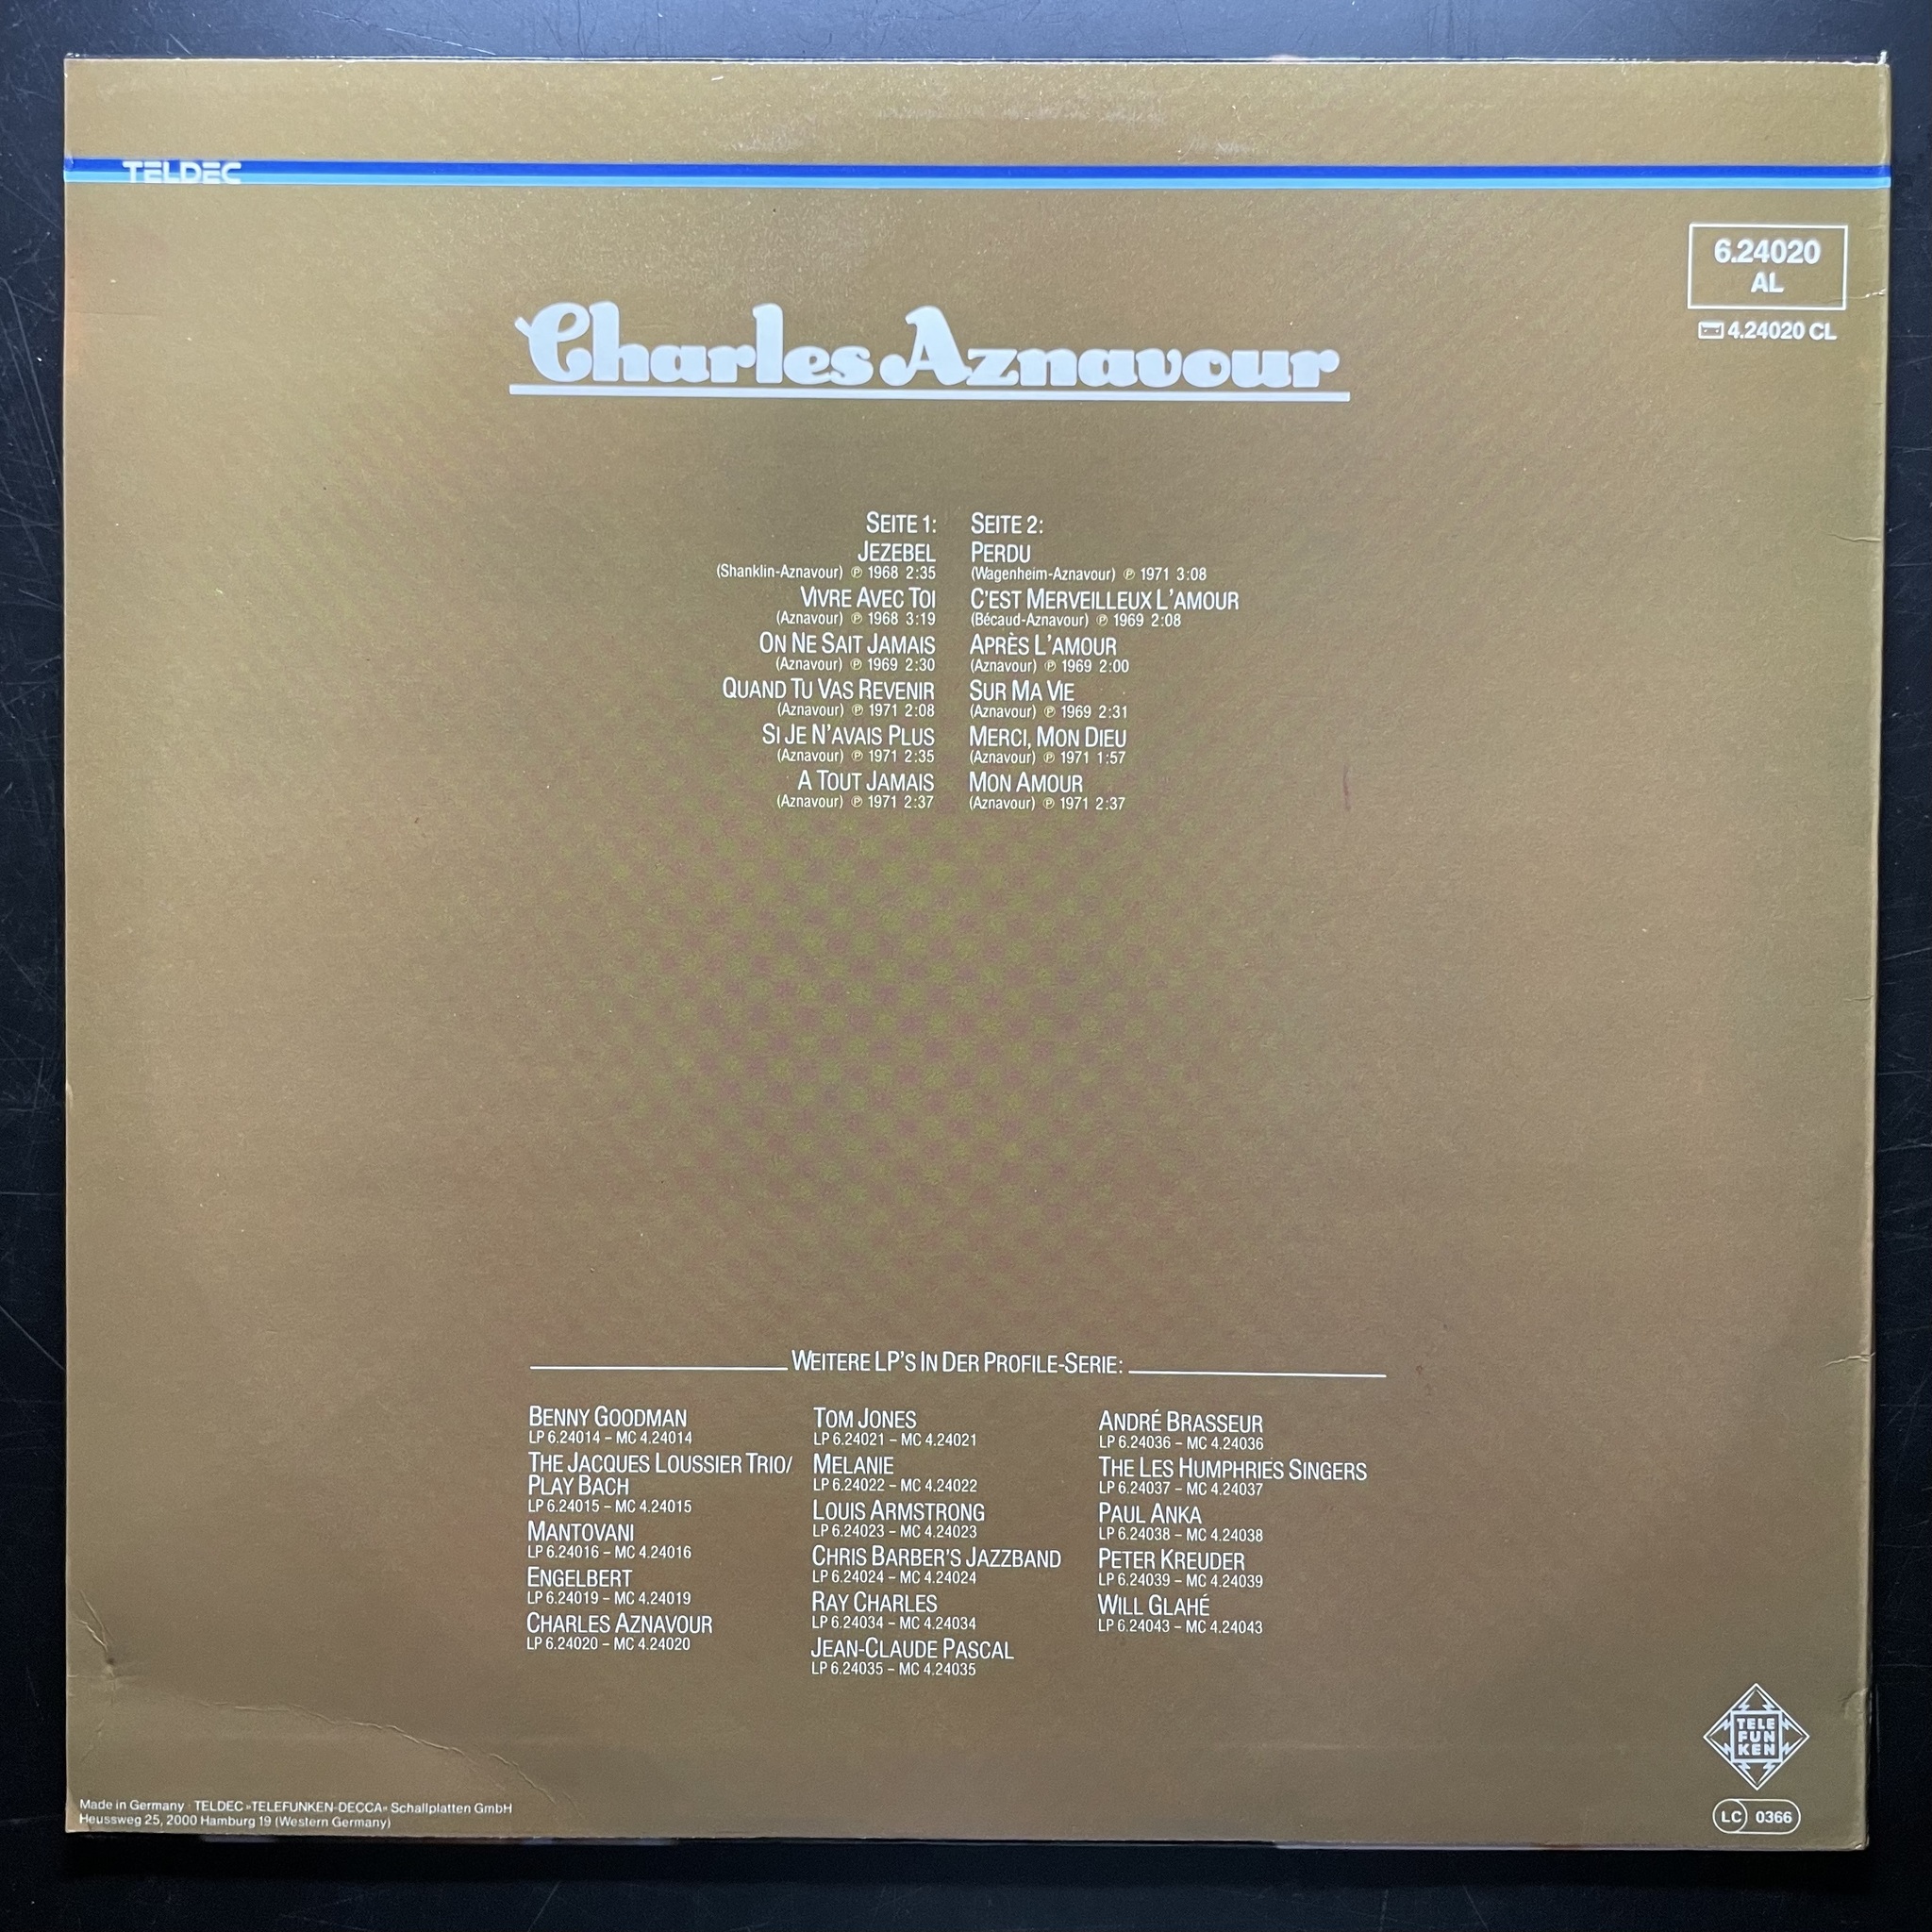 TELDEC
6.24020
AL
4.24020 CL
Charles Aznavour
SEITE 1:
JEZEBEL
(Shanklin-Aznavour) ℗ 1968 2:35
VIVRE AVEC TOI
(Aznavour) ℗ 1968 3:19
ON NE SAIT JAMAIS
(Aznavour) ℗ 1969 2:30
QUAND TU VAS REVENIR
(Aznavour) ℗ 1971 2:08
SI JE N'AVAIS PLUS
(Aznavour) ℗ 1971 2:35
A TOUT JAMAIS
(Aznavour) ℗ 1971 2:37
SEITE 2:
PERDU
(Wagenheim-Aznavour) ℗ 1971 3:08
C'EST MERVEILLEUX L'AMOUR
(Bécaud-Aznavour) ℗ 1969 2:08
APRÈS L'AMOUR
(Aznavour) ℗ 1969 2:00
SUR MA VIE
(Aznavour) ℗ 1969 2:31
MERCI, MON DIEU
(Aznavour) ℗ 1971 1:57
MON AMOUR
(Aznavour) ℗ 1971 2:37
WEITERE LP'S IN DER PROFILE-SERIE:
BENNY GOODMAN
LP 6.24014 – MC 4.24014
THE JACQUES LOUSSIER TRIO/
PLAY BACH
LP 6.24015 – MC 4.24015
MANTOVANI
LP 6.24016 – MC 4.24016
ENGELBERT
LP 6.24019 – MC 4.24019
CHARLES AZNAVOUR
LP 6.24020 – MC 4.24020
TOM JONES
LP 6.24021 – MC 4.24021
MELANIE
LP 6.24022 – MC 4.24022
LOUIS ARMSTRONG
LP 6.24023 – MC 4.24023
CHRIS BARBER'S JAZZBAND
LP 6.24024 – MC 4.24024
RAY CHARLES
LP 6.24034 – MC 4.24034
JEAN-CLAUDE PASCAL
LP 6.24035 – MC 4.24035
ANDRÉ BRASSEUR
LP 6.24036 – MC 4.24036
THE LES HUMPHRIES SINGERS
LP 6.24037 – MC 4.24037
PAUL ANKA
LP 6.24038 – MC 4.24038
PETER KREUDER
LP 6.24039 – MC 4.24039
WILL GLAHÉ
LP 6.24043 – MC 4.24043
TELE
FUN
KEN
LC 0366
Made in Germany · TELDEC »TELEFUNKEN-DECCA« Schallplatten GmbH
Heussweg 25, 2000 Hamburg 19 (Western Germany)